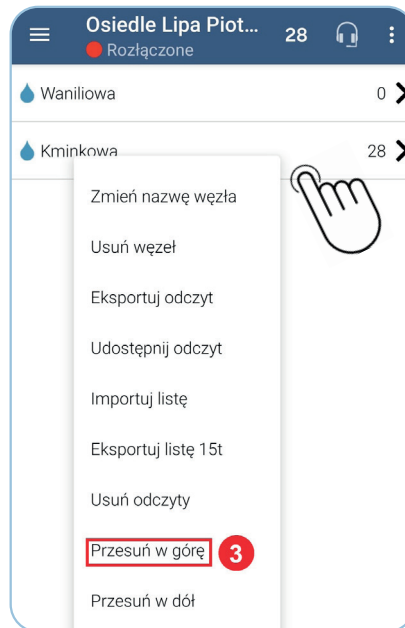 Osiedle Lipa Piot... 28
Rozłączone
Waniliowa 0
Kminkowa 28
Zmień nazwę węzła
Usuń węzeł
Eksportuj odczyt
Udostępnij odczyt
Importuj listę
Eksportuj listę 15t
Usuń odczyty
Przesuń w górę 3
Przesuń w dół